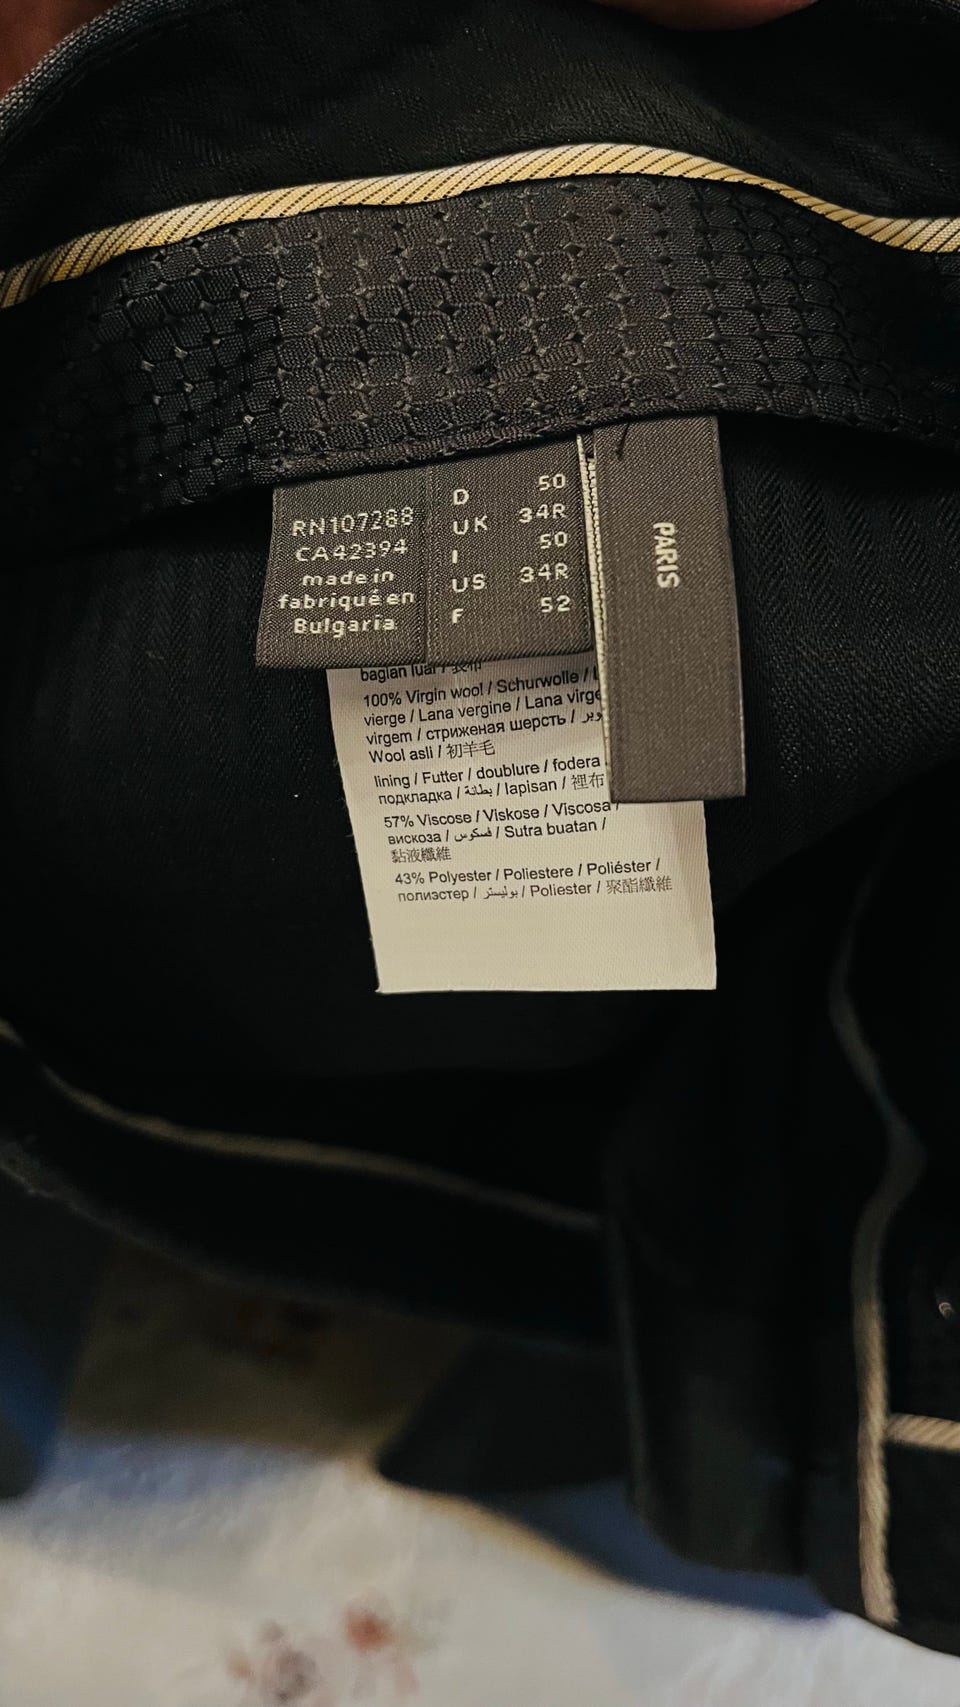 RN107288
CA42394
made in
fabriqué en
Bulgaria
D 50
UK 34R
I 50
US 34R
F 52
PARIS
bagian luar / 表布
100% Virgin wool / Schurwolle /
vierge / Lana vergine / Lana virge
virgem / стриженая шерсть / وبر
Wool asli / 初羊毛
lining / Futter / doublure / fodera
подкладка / بطانة / lapisan / 裡布
57% Viscose / Viskose / Viscosa /
вискоза / فسكوس / Sutra buatan /
黏液纖維
43% Polyester / Poliestere / Poliéster /
полиэстер / بوليستر / Poliester / 聚酯纖維